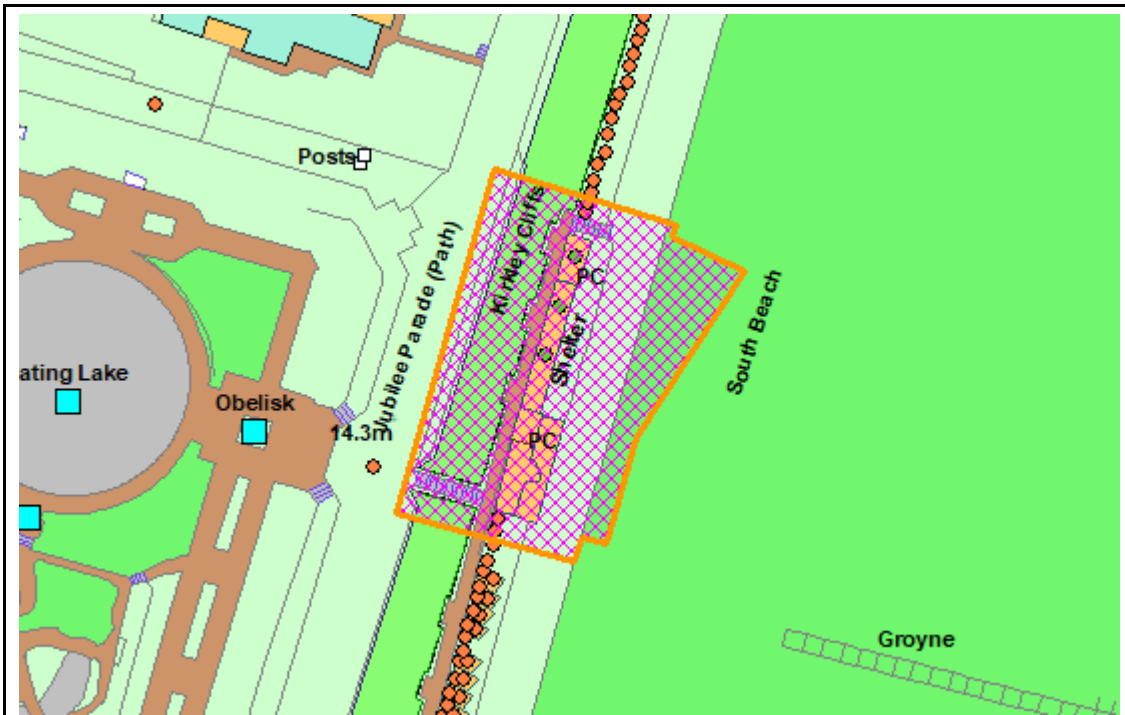 Posts
Kirkley Cliffs
PC
Jubilee Parade (Path)
Shelter
South Beach
ating Lake
Obelisk
14.3m
PC
Groyne